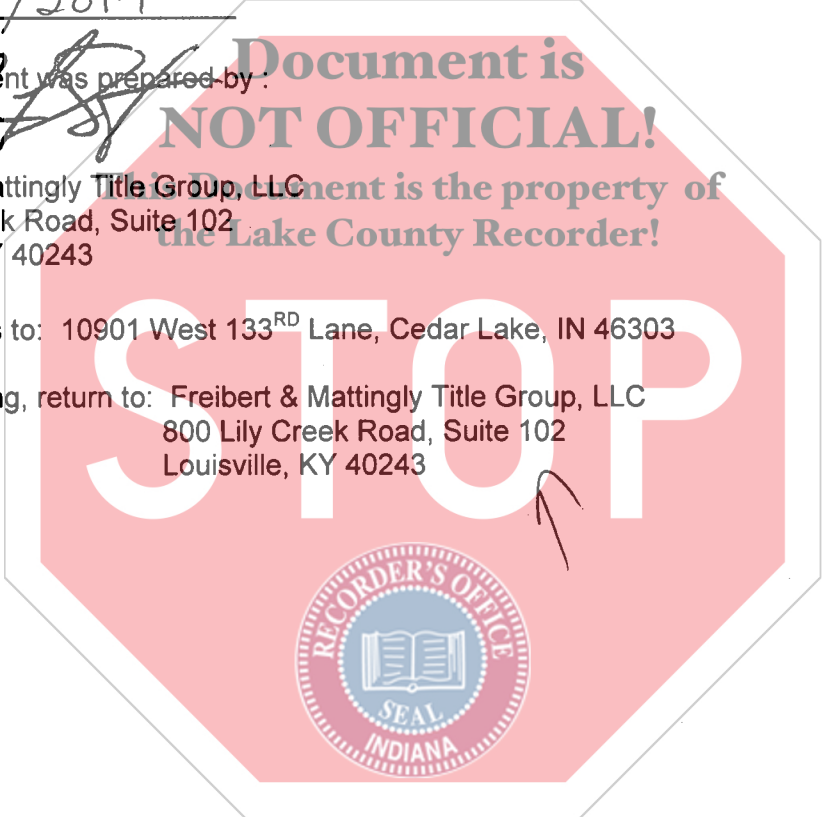 /2014
Document is
nt was prepared by :
NOT OFFICIAL!
This Document is the property of
the Lake County Recorder!
attingly Title Group, LLC
k Road, Suite 102
40243
s to: 10901 West 133RD Lane, Cedar Lake, IN 46303
g, return to: Freibert & Mattingly Title Group, LLC
800 Lily Creek Road, Suite 102
Louisville, KY 40243
STOP
RECORDER'S OFFICE
SEAL
INDIANA